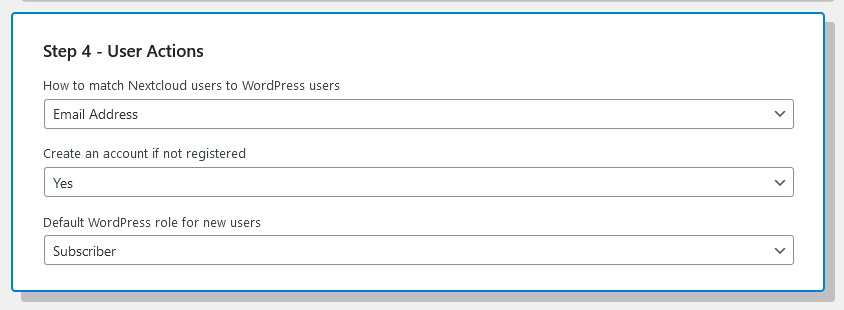 Step 4 - User Actions
How to match Nextcloud users to WordPress users
Email Address
Create an account if not registered
Yes
Default WordPress role for new users
Subscriber